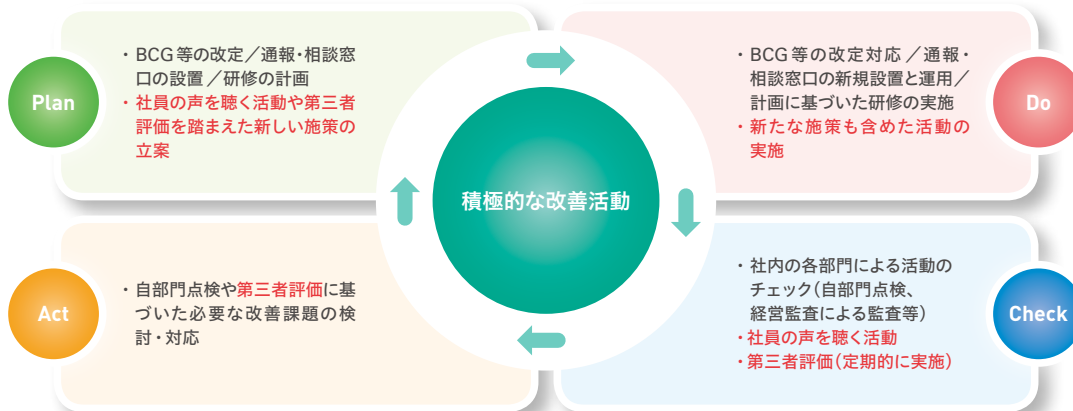 Plan
・BCG等の改定／通報・相談窓
口の設置／研修の計画
・社員の声を聴く活動や第三者
評価を踏まえた新しい施策の
立案
・BCG等の改定対応／通報・
相談窓口の新規設置と運用／
計画に基づいた研修の実施
・新たな施策も含めた活動の
実施
Do
積極的な改善活動
Act
・自部門点検や第三者評価に基
づいた必要な改善課題の検
討・対応
・社内の各部門による活動の
チェック（自部門点検、
経営監査による監査等）
・社員の声を聴く活動
・第三者評価（定期的に実施）
Check